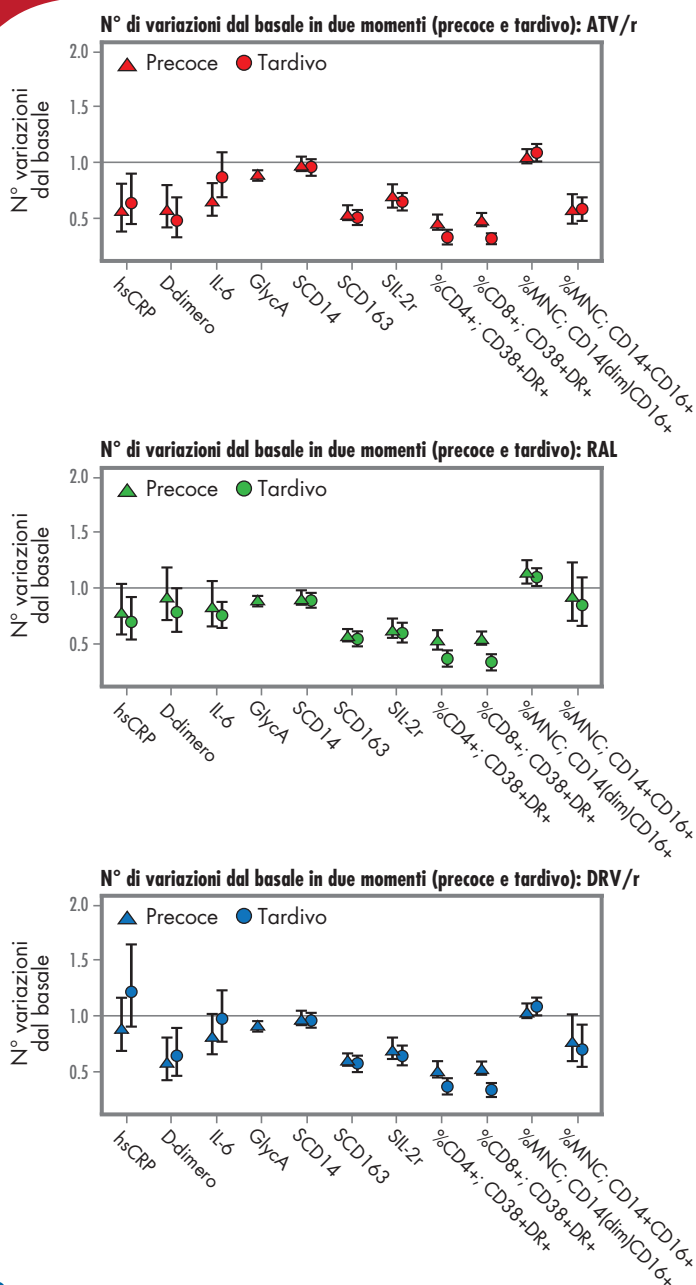 N° di variazioni dal basale in due momenti (precoce e tardivo): ATV/r
N° variazioni
dal basale
2.0
1.5
1.0
0.5
Precoce Tardivo
hsCRP
D-dimero
IL-6
GlycA
SCD14
SCD163
SIL-2r
%CD4+; CD38+DR+
%CD8+; CD38+DR+
%MNC; CD14(dim)CD16+
%MNC; CD14+CD16+
N° di variazioni dal basale in due momenti (precoce e tardivo): RAL
N° variazioni
dal basale
2.0
1.5
1.0
0.5
Precoce Tardivo
hsCRP
D-dimero
IL-6
GlycA
SCD14
SCD163
SIL-2r
%CD4+; CD38+DR+
%CD8+; CD38+DR+
%MNC; CD14(dim)CD16+
%MNC; CD14+CD16+
N° di variazioni dal basale in due momenti (precoce e tardivo): DRV/r
N° variazioni
dal basale
2.0
1.5
1.0
0.5
Precoce Tardivo
hsCRP
D-dimero
IL-6
GlycA
SCD14
SCD163
SIL-2r
%CD4+; CD38+DR+
%CD8+; CD38+DR+
%MNC; CD14(dim)CD16+
%MNC; CD14+CD16+